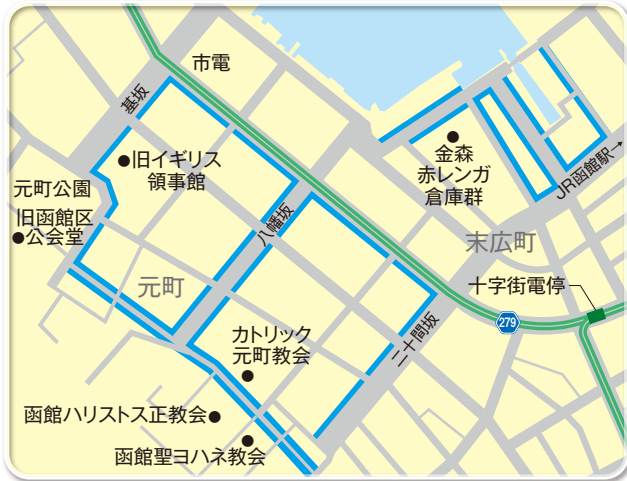 市電
基坂
旧イギリス
領事館
元町公園
旧函館区
公会堂
元町
八幡坂
金森
赤レンガ
倉庫群
JR函館駅→
末広町
十字街電停
279
二十間坂
カトリック
元町教会
函館ハリストス正教会
函館聖ヨハネ教会